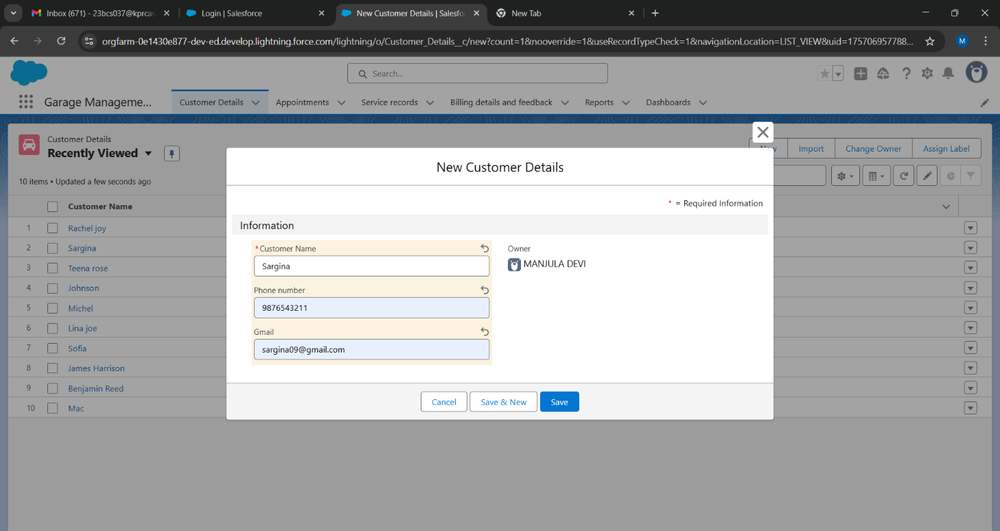 Inbox (671) - 23bcs037@kprcas
Login | Salesforce
New Customer Details | Salesfo
New Tab
orgfarm-0e1430e877-dev-ed.develop.lightning.force.com/lightning/o/Customer_Details__c/new?count=1&nooverride=1&useRecordTypeCheck=1&navigationLocation=LIST_VIEW&uid=175706957788...
M
Search...
Garage Manageme...
Customer Details
Appointments
Service records
Billing details and feedback
Reports
Dashboards
Customer Details
Recently Viewed
10 items • Updated a few seconds ago
New
Import
Change Owner
Assign Label
Customer Name
1 Rachel joy
2 Sargina
3 Teena rose
4 Johnson
5 Michel
6 Lina joe
7 Sofia
8 James Harrison
9 Benjamin Reed
10 Mac
New Customer Details
* = Required Information
Information
*Customer Name
Sargina
Owner
MANJULA DEVI
Phone number
9876543211
Gmail
sargina09@gmail.com
Cancel
Save & New
Save